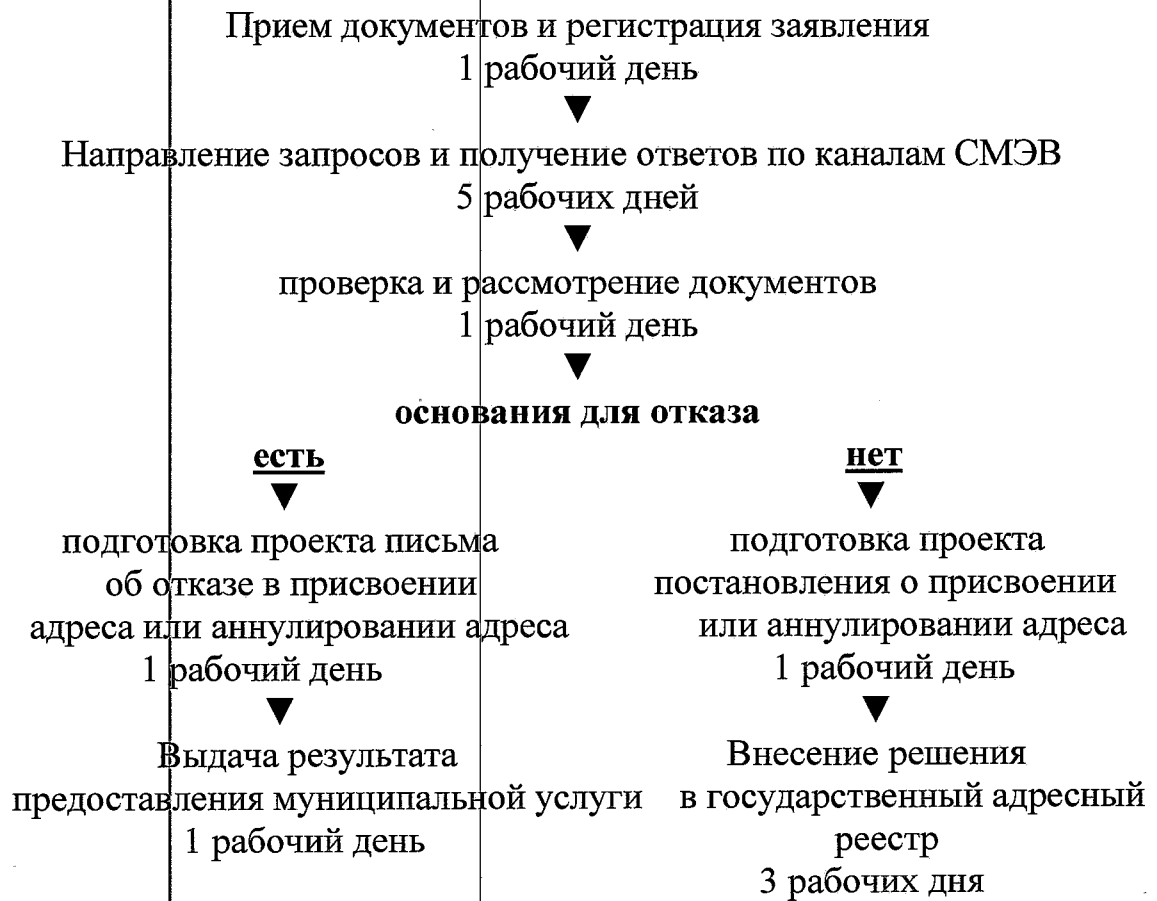 Прием документов и регистрация заявления
1 рабочий день
Направление запросов и получение ответов по каналам СМЭВ
5 рабочих дней
проверка и рассмотрение документов
1 рабочий день
основания для отказа
есть
нет
подготовка проекта письма
об отказе в присвоении
адреса или аннулировании адреса
1 рабочий день
подготовка проекта
постановления о присвоении
или аннулировании адреса
1 рабочий день
Выдача результата
предоставления муниципальной услуги
1 рабочий день
Внесение решения
в государственный адресный
реестр
3 рабочих дня